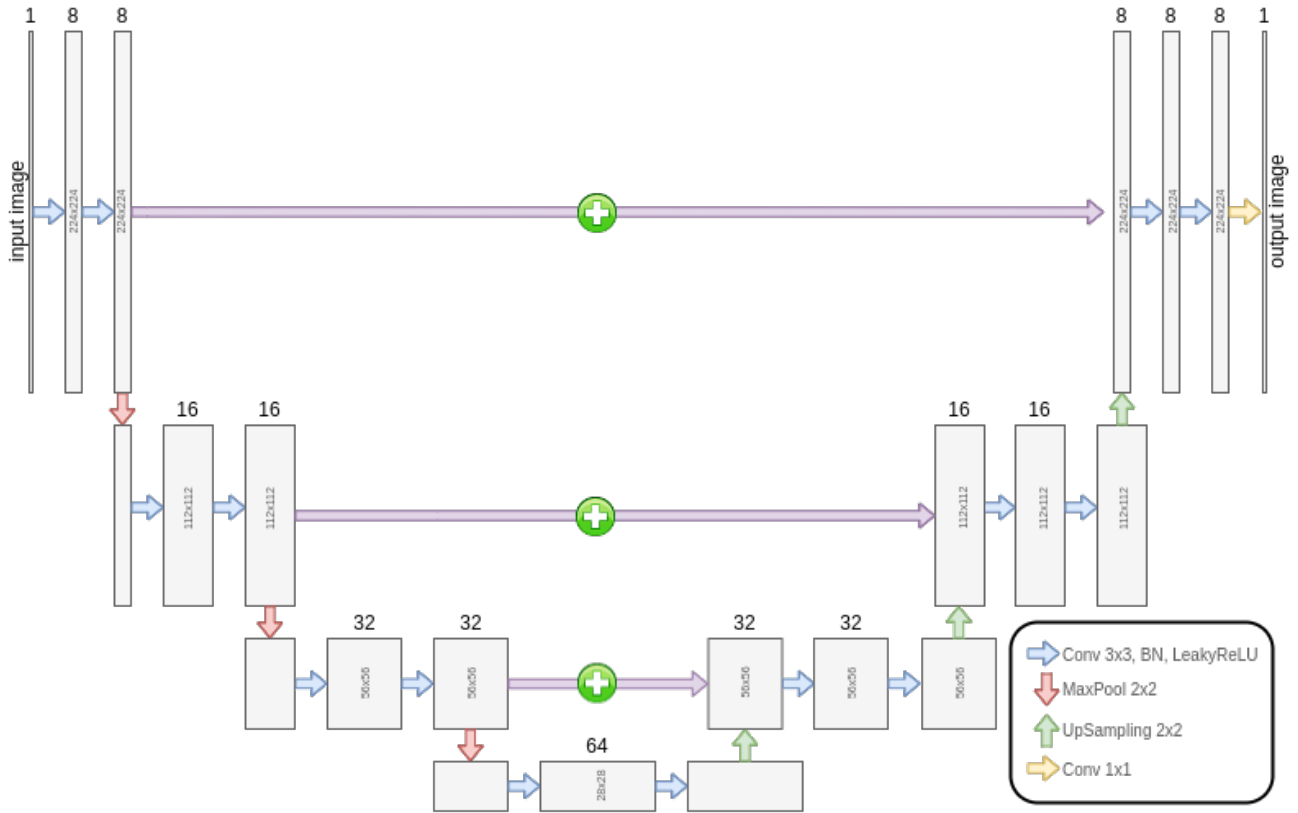 1 8 8 8 8 8 1
input image
224x224
224x224
224x224
224x224
224x224
output image
16 16 16 16
112x112
112x112
112x112
112x112
112x112
32 32 32 32
56x56
56x56
56x56
56x56
56x56
64
28x28
Conv 3x3, BN, LeakyReLU
MaxPool 2x2
UpSampling 2x2
Conv 1x1